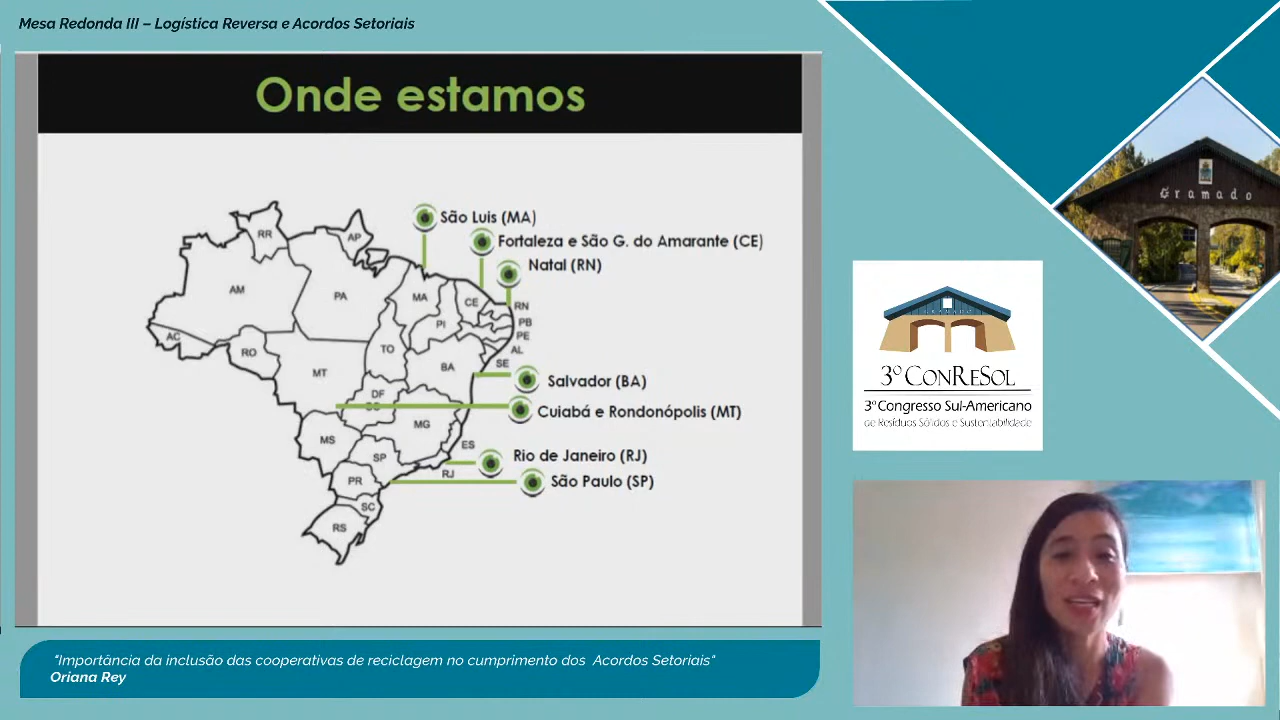 Mesa Redonda III – Logística Reversa e Acordos Setoriais
Onde estamos
São Luis (MA)
Fortaleza e São G. do Amarante (CE)
Natal (RN)
RR
AP
AM
PA
MA
CE
RN
PI
PB
PE
AL
AC
RO
TO
SE
MT
BA
Salvador (BA)
DF
Cuiabá e Rondonópolis (MT)
MG
MS
ES
SP
Rio de Janeiro (RJ)
RJ
PR
São Paulo (SP)
SC
RS
Gramado
GRAMADO
3º CONRESOL
3º Congresso Sul-Americano
de Resíduos Sólidos e Sustentabilidade
"Importância da inclusão das cooperativas de reciclagem no cumprimento dos Acordos Setoriais"
Oriana Rey